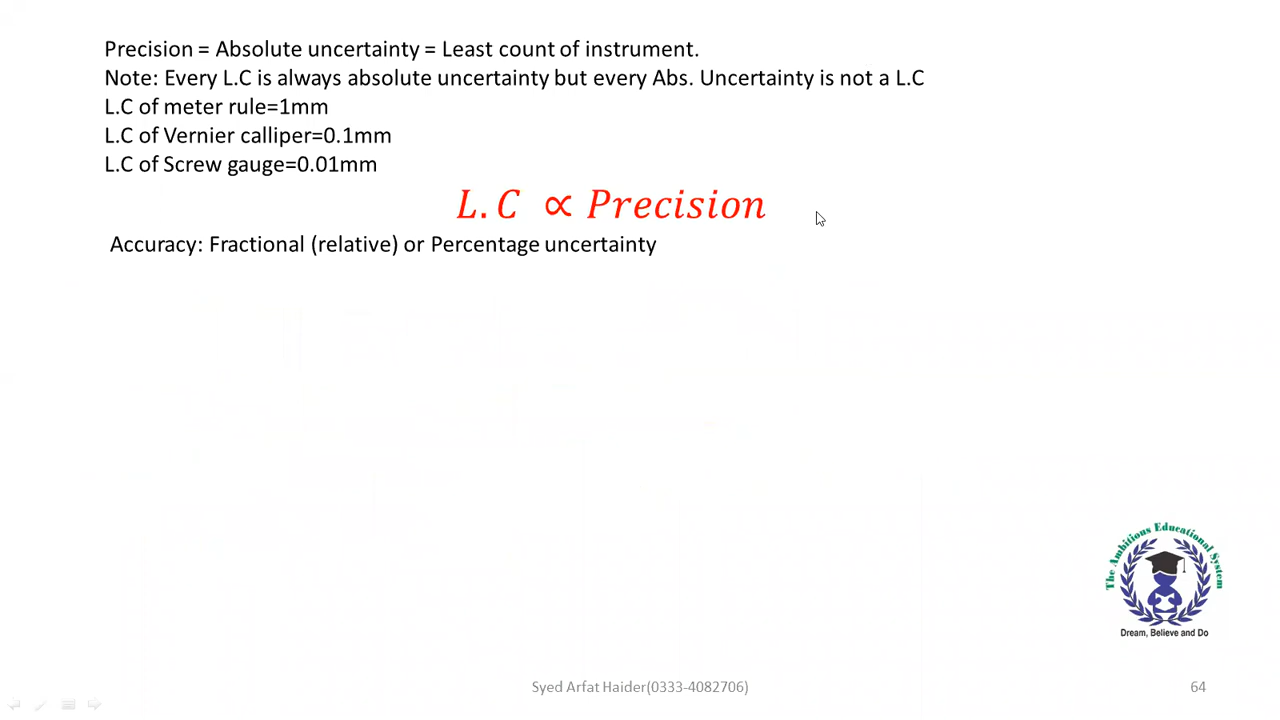 Precision = Absolute uncertainty = Least count of instrument.
Note: Every L.C is always absolute uncertainty but every Abs. Uncertainty is not a L.C
L.C of meter rule=1mm
L.C of Vernier calliper=0.1mm
L.C of Screw gauge=0.01mm
L.C ∝ Precision
Accuracy: Fractional (relative) or Percentage uncertainty
The Ambitious Educational System
Dream, Believe and Do
Syed Arfat Haider(0333-4082706)
64